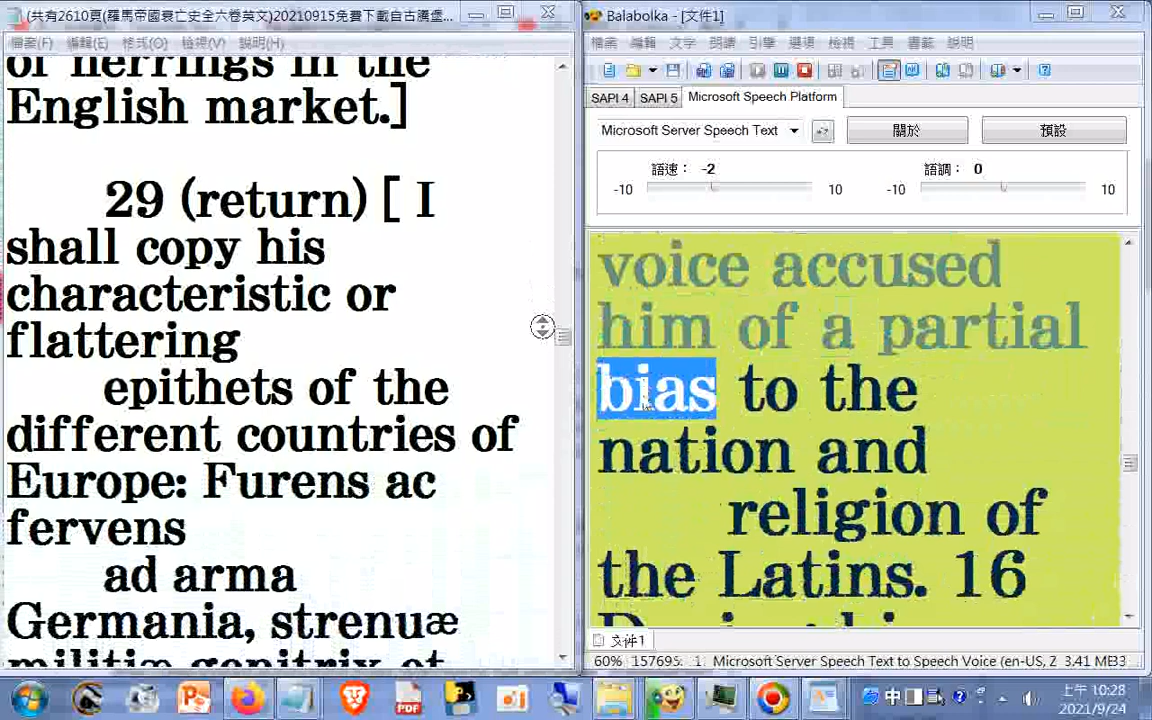 (共有2610頁(羅馬帝國衰亡史全六卷英文)20210915免費下載自古騰堡...
檔案(F) 編輯(E) 格式(O) 檢視(V) 說明(H)
of herrings in the
English market.]
29 (return) [ I
shall copy his
characteristic or
flattering
epithets of the
different countries of
Europe: Furens ac
fervens
ad arma
Germania, strenuæ
militiæ genitrix et
Balabolka - [文件1]
檔案 編輯 文字 朗讀 引擎 選項 檢視 工具 書籤 說明
SAPI 4 SAPI 5 Microsoft Speech Platform
Microsoft Server Speech Text 關於 預設
語速: -2 語調: 0
-10 10 -10 10
voice accused
him of a partial
bias to the
nation and
religion of
the Latins. 16
文件1
60% 157695. 1. Microsoft Server Speech Text to Speech Voice (en-US, Z 3.41 MB33
PDF 中 上午 10:28
2021/9/24